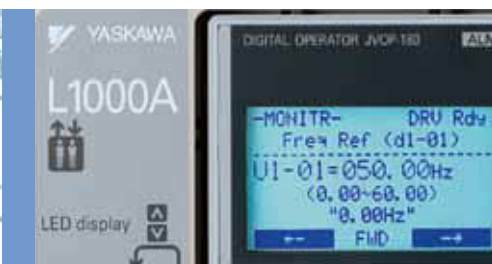 YASKAWA
L1000A
LED display
DIGITAL OPERATOR JVOP-180
ALM
-MONITR- DRV Rdy
Freq Ref (d1-01)
U1-01=050.00Hz
(0.00~60.00)
"0.00Hz"
FWD